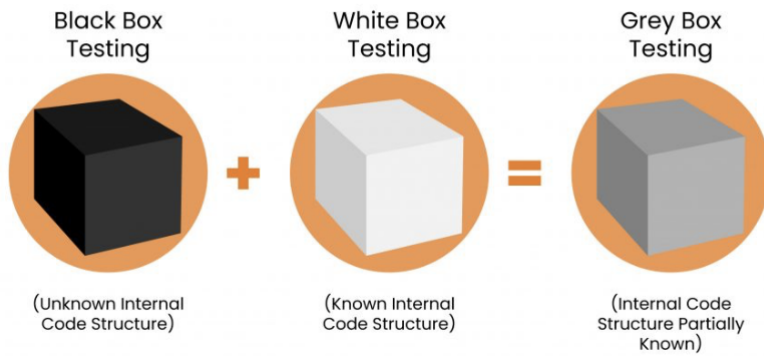 Black Box
Testing
White Box
Testing
Grey Box
Testing
+
=
(Unknown Internal
Code Structure)
(Known Internal
Code Structure)
(Internal Code
Structure Partially
Known)